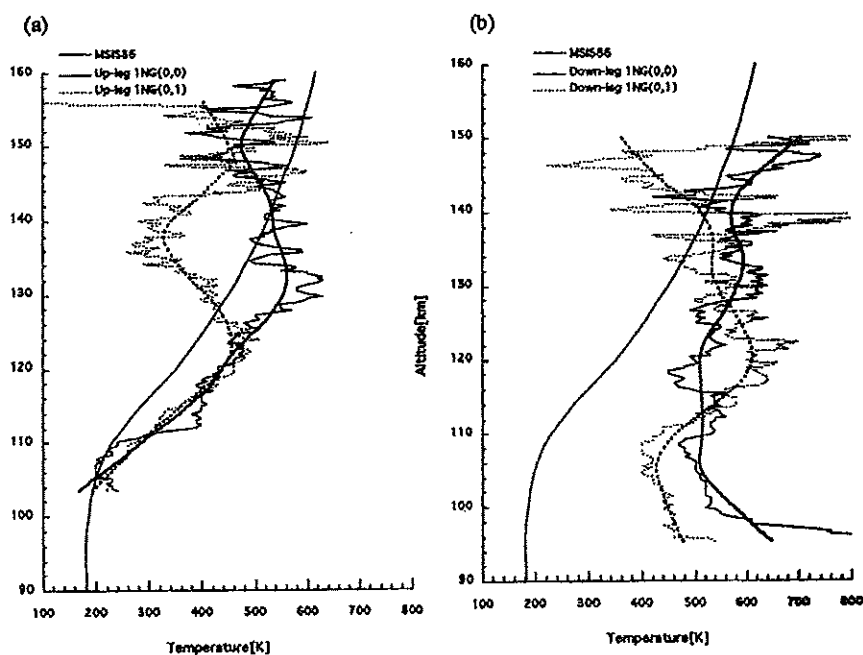 (a)
MSIS86
Up-leg 1NG(0,0)
Up-leg 1NG(0,1)
160
150
140
130
120
110
100
90
100
200
300
400
500
600
700
800
Temperature[K]
(b)
MSIS86
Down-leg 1NG(0,0)
Down-leg 1NG(0,1)
160
150
140
130
120
110
100
90
Altitude[km]
100
200
300
400
500
600
700
800
Temperature[K]